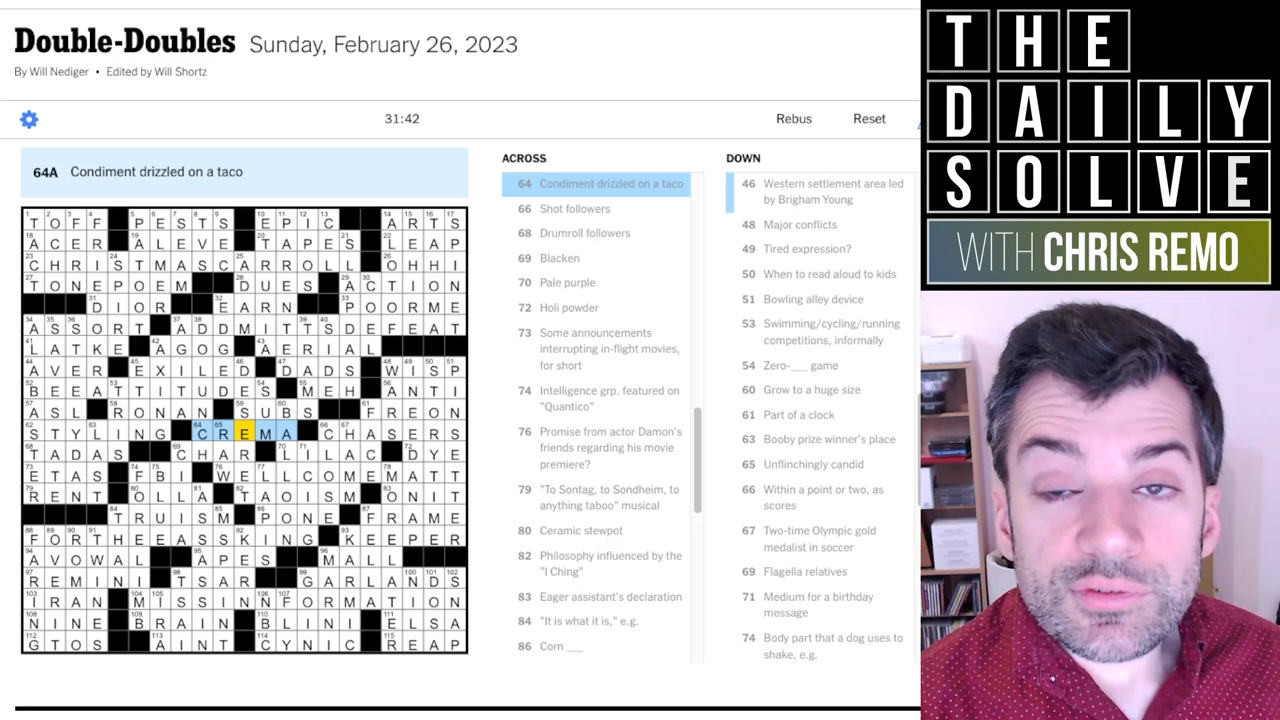 Double-Doubles Sunday, February 26, 2023
By Will Nediger • Edited by Will Shortz
31:42
Rebus Reset
64A Condiment drizzled on a taco
T O F F P E S T S E P I C A R T S
A C E R A L E V E T A P E S L E A P
C H R I S T M A S C A R R O L L O H H I
T O N E P O E M D U E S A C T I O N
D I O R E A R N P O O R M E
A S S O R T A D D M I T T S D E F E A T
L A T K E A G O G A E R I A L
A V E R E X I L E D D A D S W I S P
B E E A T T I T U D E S M E H A N T I
A S L R O N A N S U B S F R E O N
S T Y L I N G C R E M A C H A S E R S
T A D A S C H A R L I L A C D Y E
E T A S F B I W E L L C O M E M A T T
R E N T O L L A T A O I S M O N I T
T R U I S M P O N E F R A M E
F O R T H E E A S S K I N G K E E P E R
A V O W A L A P E S M A L L
R E M I N I T S A R G A R L A N D S
I R A N M I S S I N N F O R M A T I O N
N I N E B R A I N B L I N I E L S A
G T O S A I N T C Y N I C R E A P
ACROSS
64 Condiment drizzled on a taco
66 Shot followers
68 Drumroll followers
69 Blacken
70 Pale purple
72 Holi powder
73 Some announcements
interrupting in-flight movies,
for short
74 Intelligence grp. featured on
"Quantico"
76 Promise from actor Damon's
friends regarding his movie
premiere?
79 "To Sontag, to Sondheim, to
anything taboo" musical
80 Ceramic stewpot
82 Philosophy influenced by the
"I Ching"
83 Eager assistant's declaration
84 "It is what it is," e.g.
86 Corn ___
DOWN
46 Western settlement area led
by Brigham Young
48 Major conflicts
49 Tired expression?
50 When to read aloud to kids
51 Bowling alley device
53 Swimming/cycling/running
competitions, informally
54 Zero-___ game
60 Grow to a huge size
61 Part of a clock
63 Booby prize winner's place
65 Unflinchingly candid
66 Within a point or two, as
scores
67 Two-time Olympic gold
medalist in soccer
69 Flagella relatives
71 Medium for a birthday
message
74 Body part that a dog uses to
shake, e.g.
THE
DAILY
SOLVE
WITH CHRIS REMO